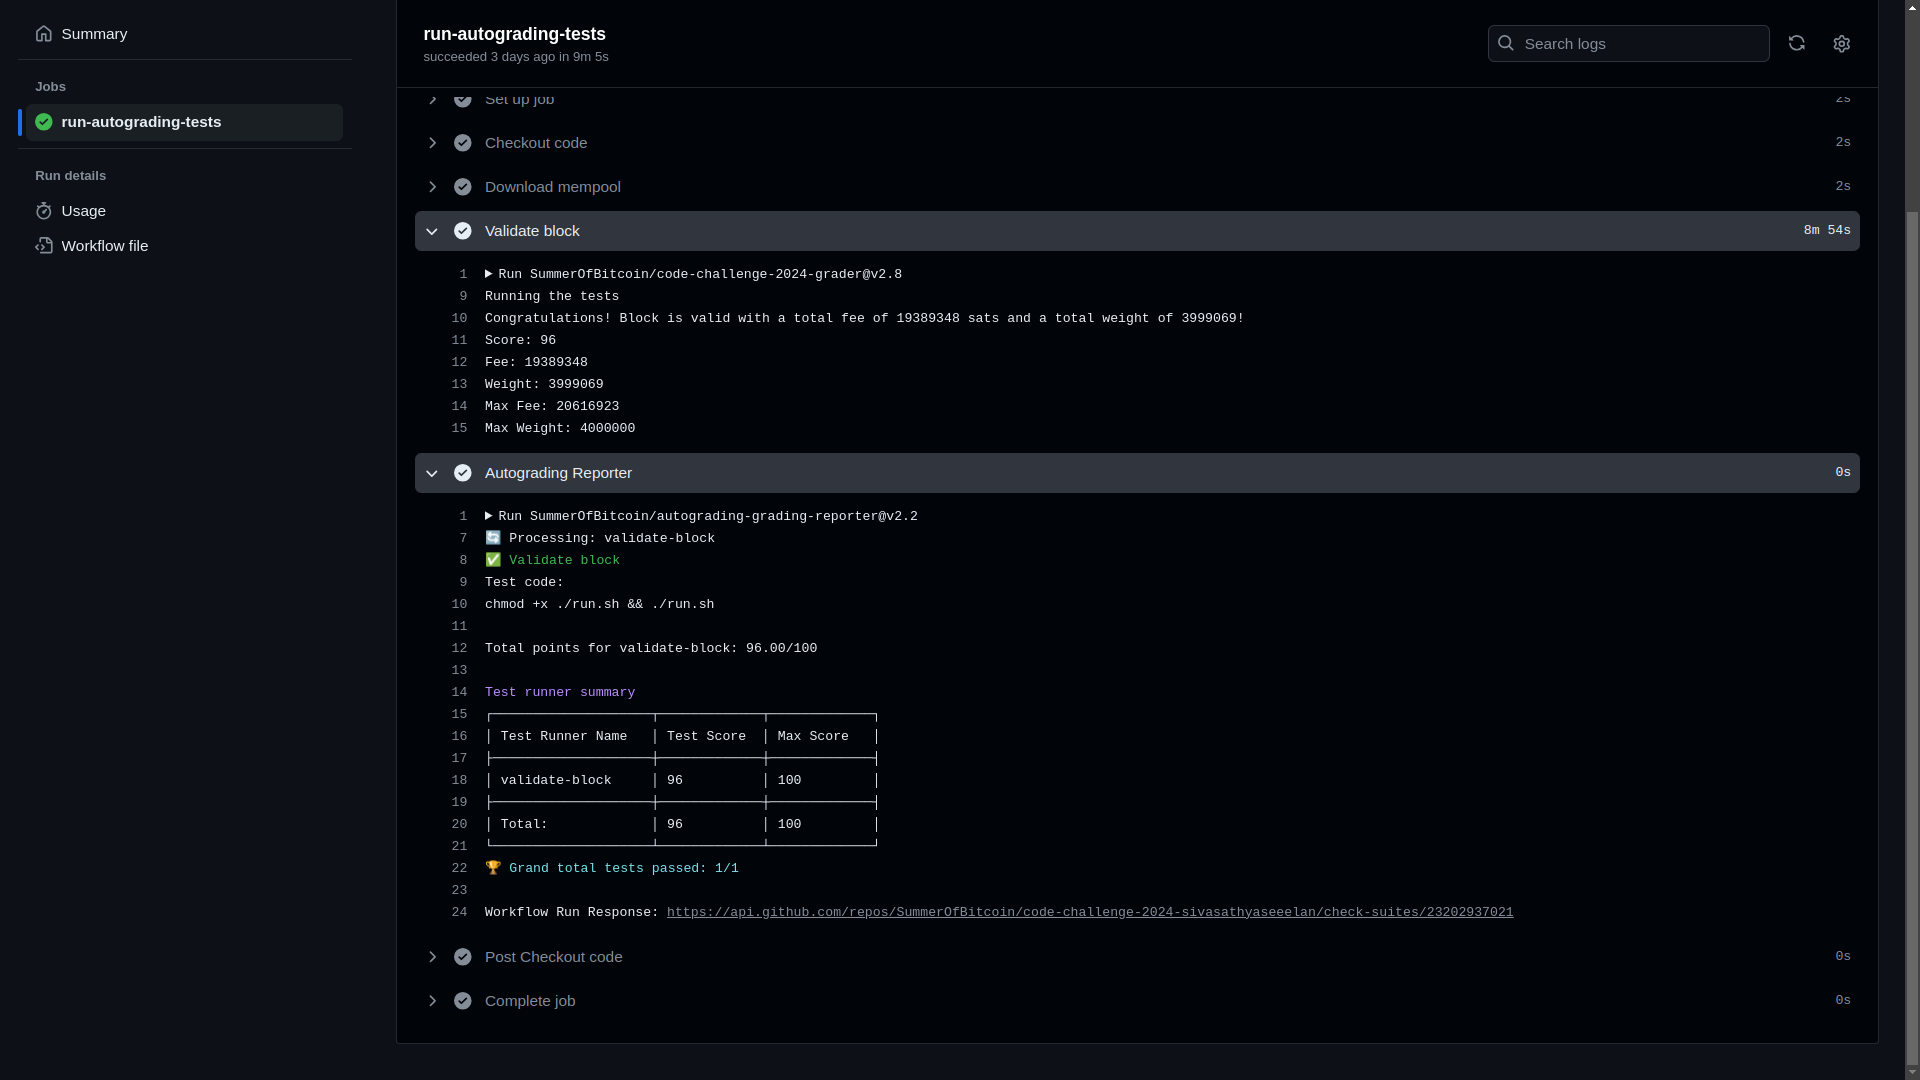 Summary
Jobs
run-autograding-tests
Run details
Usage
Workflow file
run-autograding-tests
succeeded 3 days ago in 9m 5s
Search logs
Set up job 2s
Checkout code 2s
Download mempool 2s
Validate block 8m 54s
1 Run SummerOfBitcoin/code-challenge-2024-grader@v2.8
9 Running the tests
10 Congratulations! Block is valid with a total fee of 19389348 sats and a total weight of 3999069!
11 Score: 96
12 Fee: 19389348
13 Weight: 3999069
14 Max Fee: 20616923
15 Max Weight: 4000000
Autograding Reporter 0s
1 Run SummerOfBitcoin/autograding-grading-reporter@v2.2
7 🔄 Processing: validate-block
8 ✅ Validate block
9 Test code:
10 chmod +x ./run.sh && ./run.sh
11
12 Total points for validate-block: 96.00/100
13
14 Test runner summary
15
16 Test Runner Name Test Score Max Score
17
18 validate-block 96 100
19
20 Total: 96 100
21
22 🏆 Grand total tests passed: 1/1
23
24 Workflow Run Response: https://api.github.com/repos/SummerOfBitcoin/code-challenge-2024-sivasathyaseeelan/check-suites/23202937021
Post Checkout code 0s
Complete job 0s